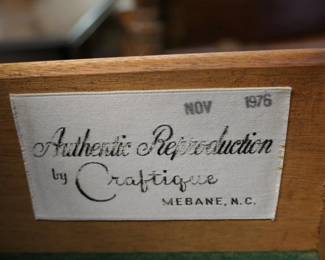 NOV 1976
Authentic Reproduction
by Craftique
MEBANE, N.C.